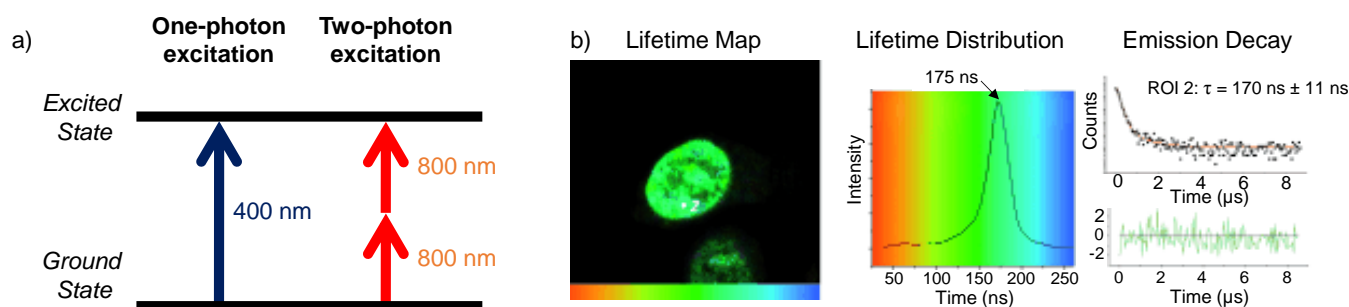 a)
One-photon
excitation
Two-photon
excitation
Excited
State
400 nm
800 nm
800 nm
Ground
State
b)
Lifetime Map
2
Lifetime Distribution
175 ns
Intensity
50 100 150 200 250
Time (ns)
Emission Decay
ROI 2: τ = 170 ns ± 11 ns
Counts
0 2 4 6 8
Time (µs)
2
0
-2
0 2 4 6 8
Time (µs)